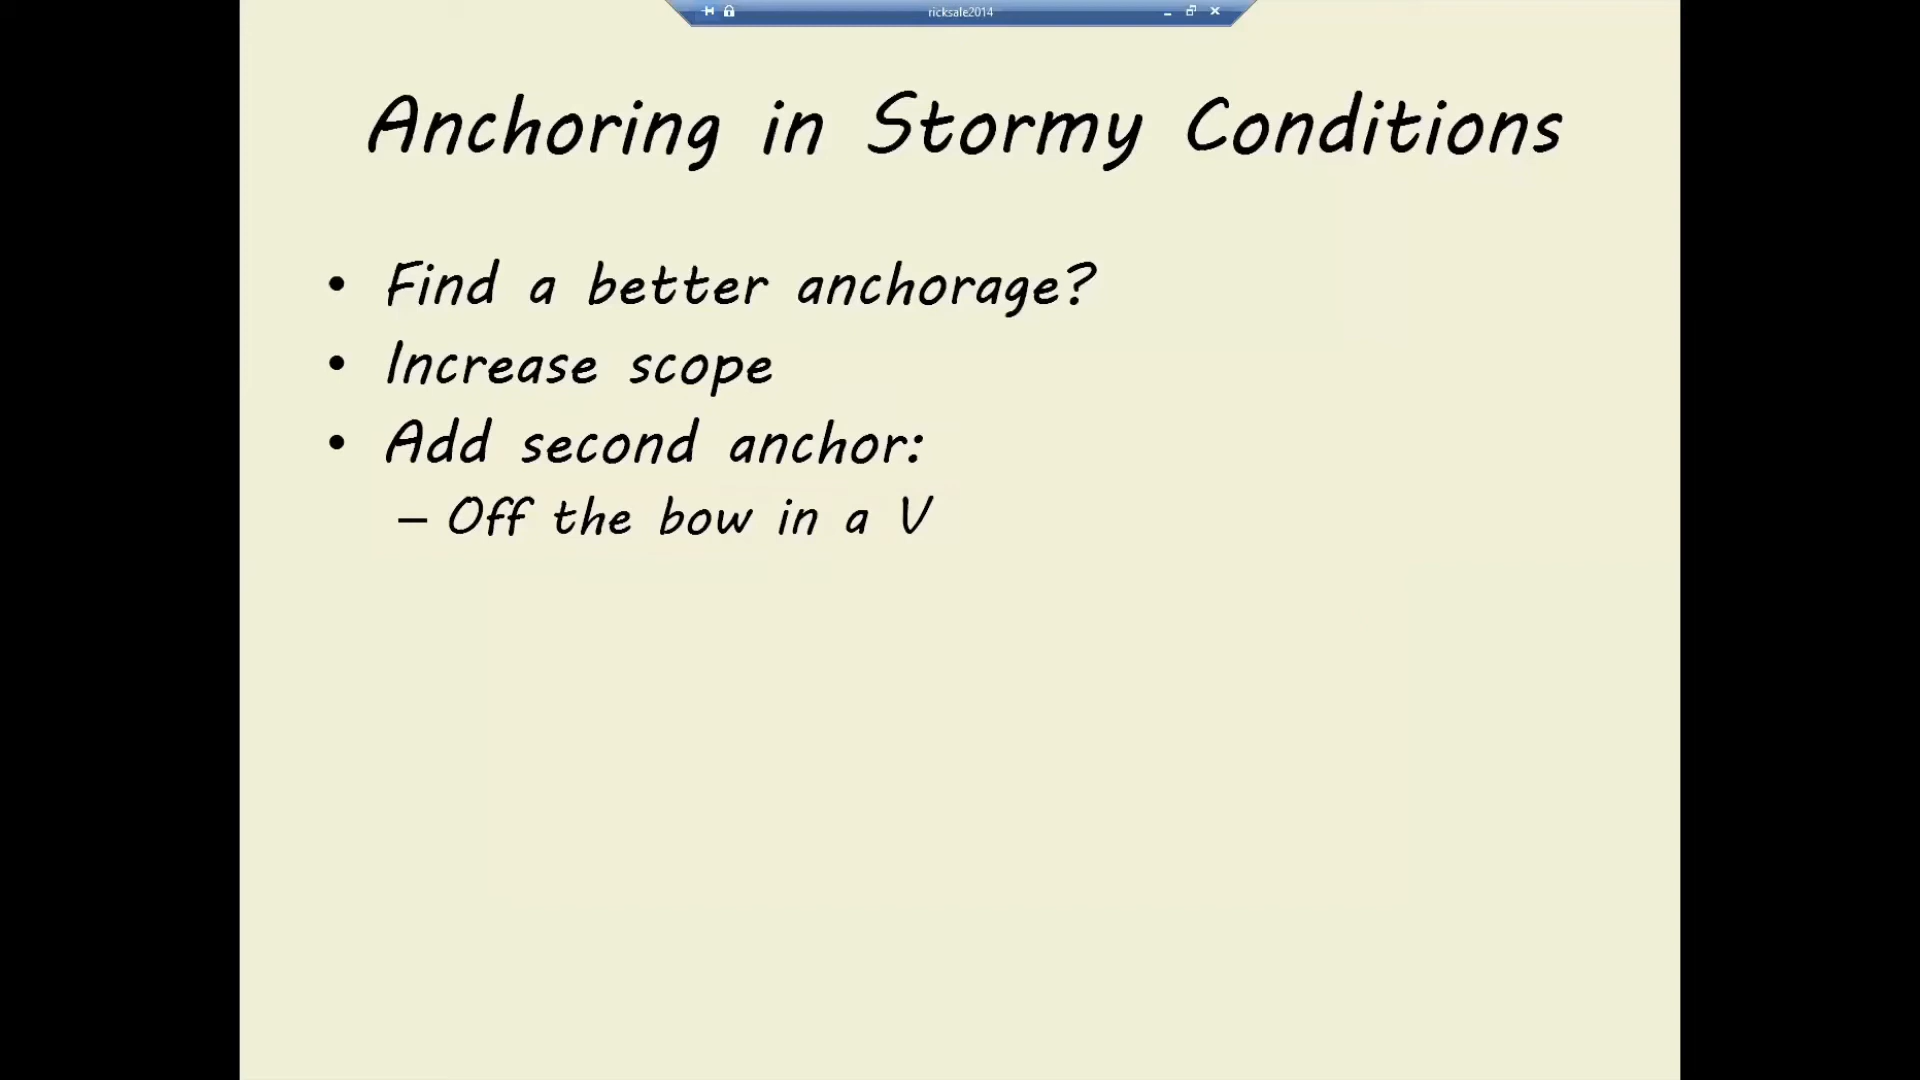 ricksale2014
Anchoring in Stormy Conditions
• Find a better anchorage?
• Increase scope
• Add second anchor:
– Off the bow in a V